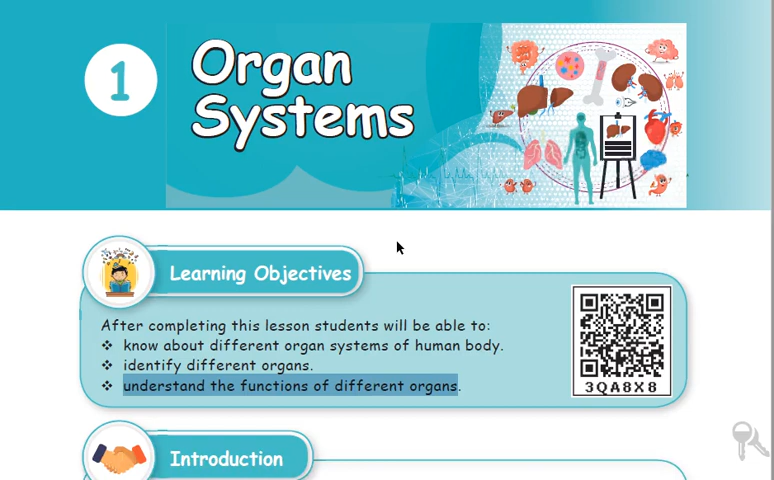 1
Organ
Systems
Learning Objectives
After completing this lesson students will be able to:
❖ know about different organ systems of human body.
❖ identify different organs.
❖ understand the functions of different organs.
3QA8X8
Introduction